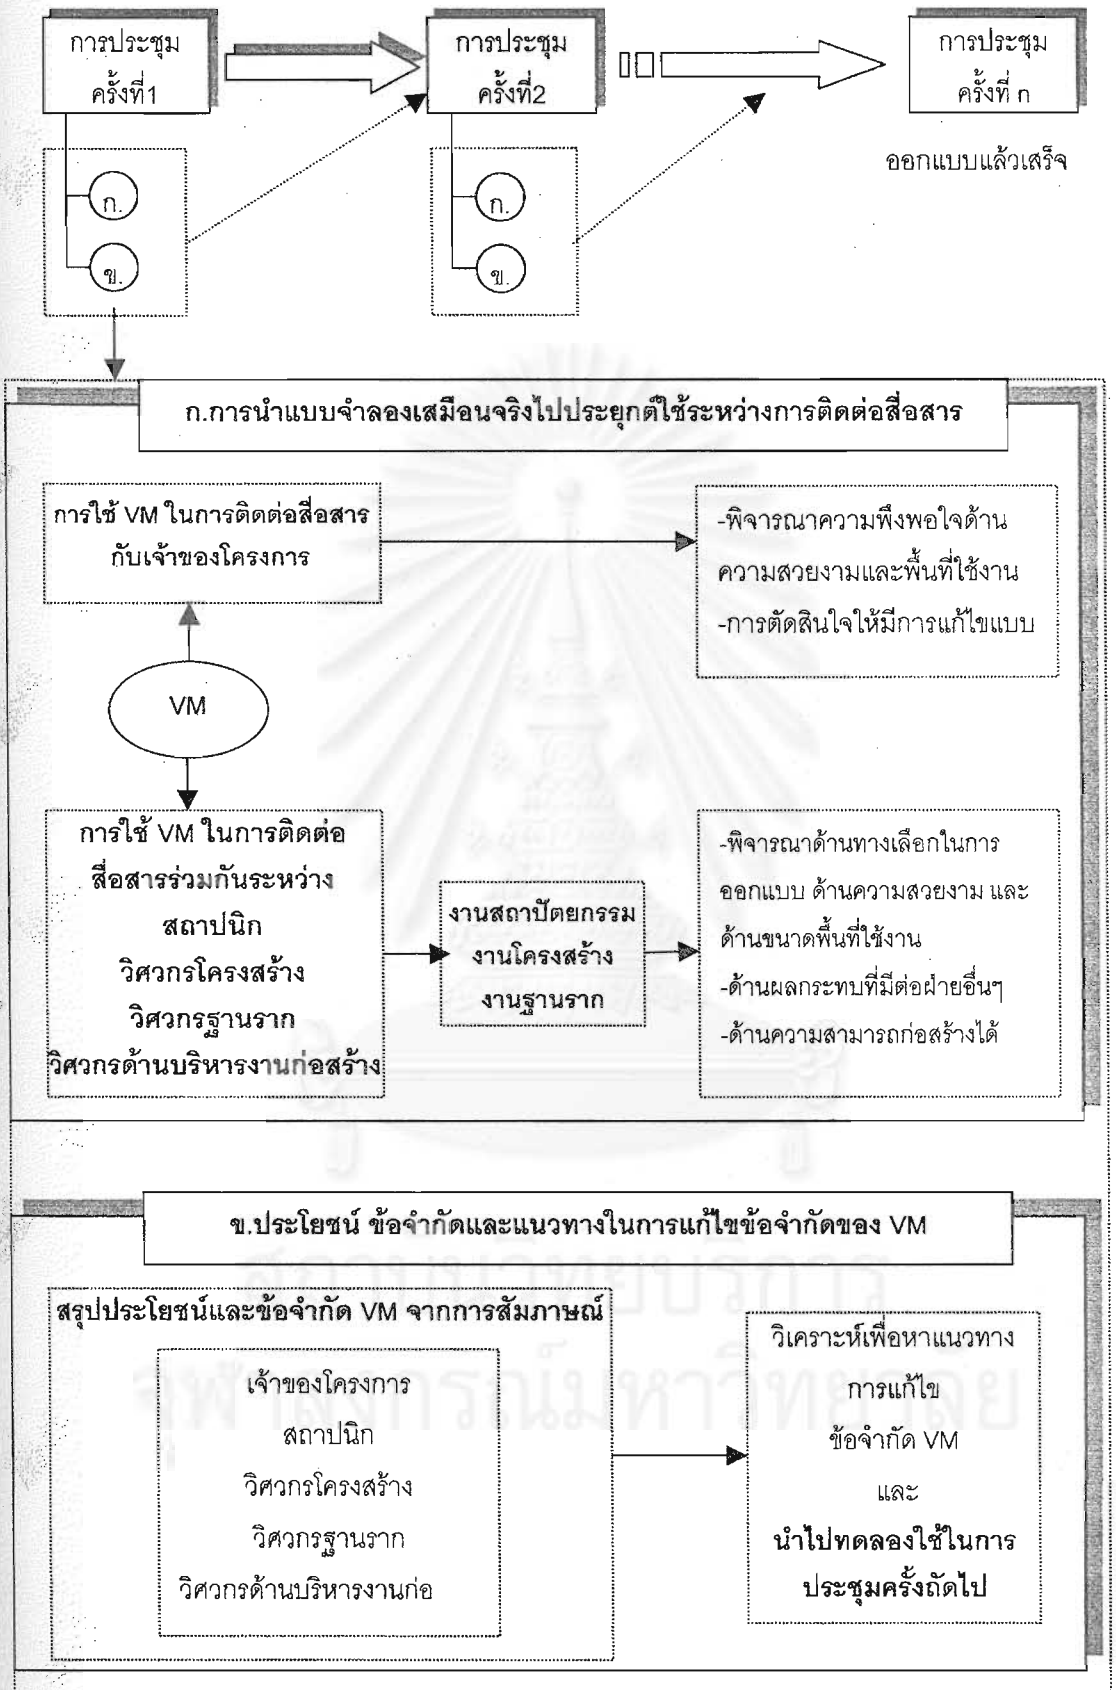 การประชุม
ครั้งที่1
การประชุม
ครั้งที่2
การประชุม
ครั้งที่ n
ออกแบบแล้วเสร็จ
ก.
ข.
ก.
ข.
ก.การนำแบบจำลองเสมือนจริงไปประยุกต์ใช้ระหว่างการติดต่อสื่อสาร
การใช้ VM ในการติดต่อสื่อสาร
กับเจ้าของโครงการ
-พิจารณาความพึงพอใจด้าน
ความสวยงามและพื้นที่ใช้งาน
-การตัดสินใจให้มีการแก้ไขแบบ
VM
การใช้ VM ในการติดต่อ
สื่อสารร่วมกันระหว่าง
สถาปนิก
วิศวกรโครงสร้าง
วิศวกรฐานราก
วิศวกรด้านบริหารงานก่อสร้าง
งานสถาปัตยกรรม
งานโครงสร้าง
งานฐานราก
-พิจารณาด้านทางเลือกในการ
ออกแบบ ด้านความสวยงาม และ
ด้านขนาดพื้นที่ใช้งาน
-ด้านผลกระทบที่มีต่อฝ่ายอื่นๆ
-ด้านความสามารถก่อสร้างได้
ข.ประโยชน์ ข้อจำกัดและแนวทางในการแก้ไขข้อจำกัดของ VM
สรุปประโยชน์และข้อจำกัด VM จากการสัมภาษณ์
เจ้าของโครงการ
สถาปนิก
วิศวกรโครงสร้าง
วิศวกรฐานราก
วิศวกรด้านบริหารงานก่อ
วิเคราะห์เพื่อหาแนวทาง
การแก้ไข
ข้อจำกัด VM
และ
นำไปทดลองใช้ในการ
ประชุมครั้งถัดไป
สถาบันวิทยบริการ
จุฬาลงกรณ์มหาวิทยาลัย